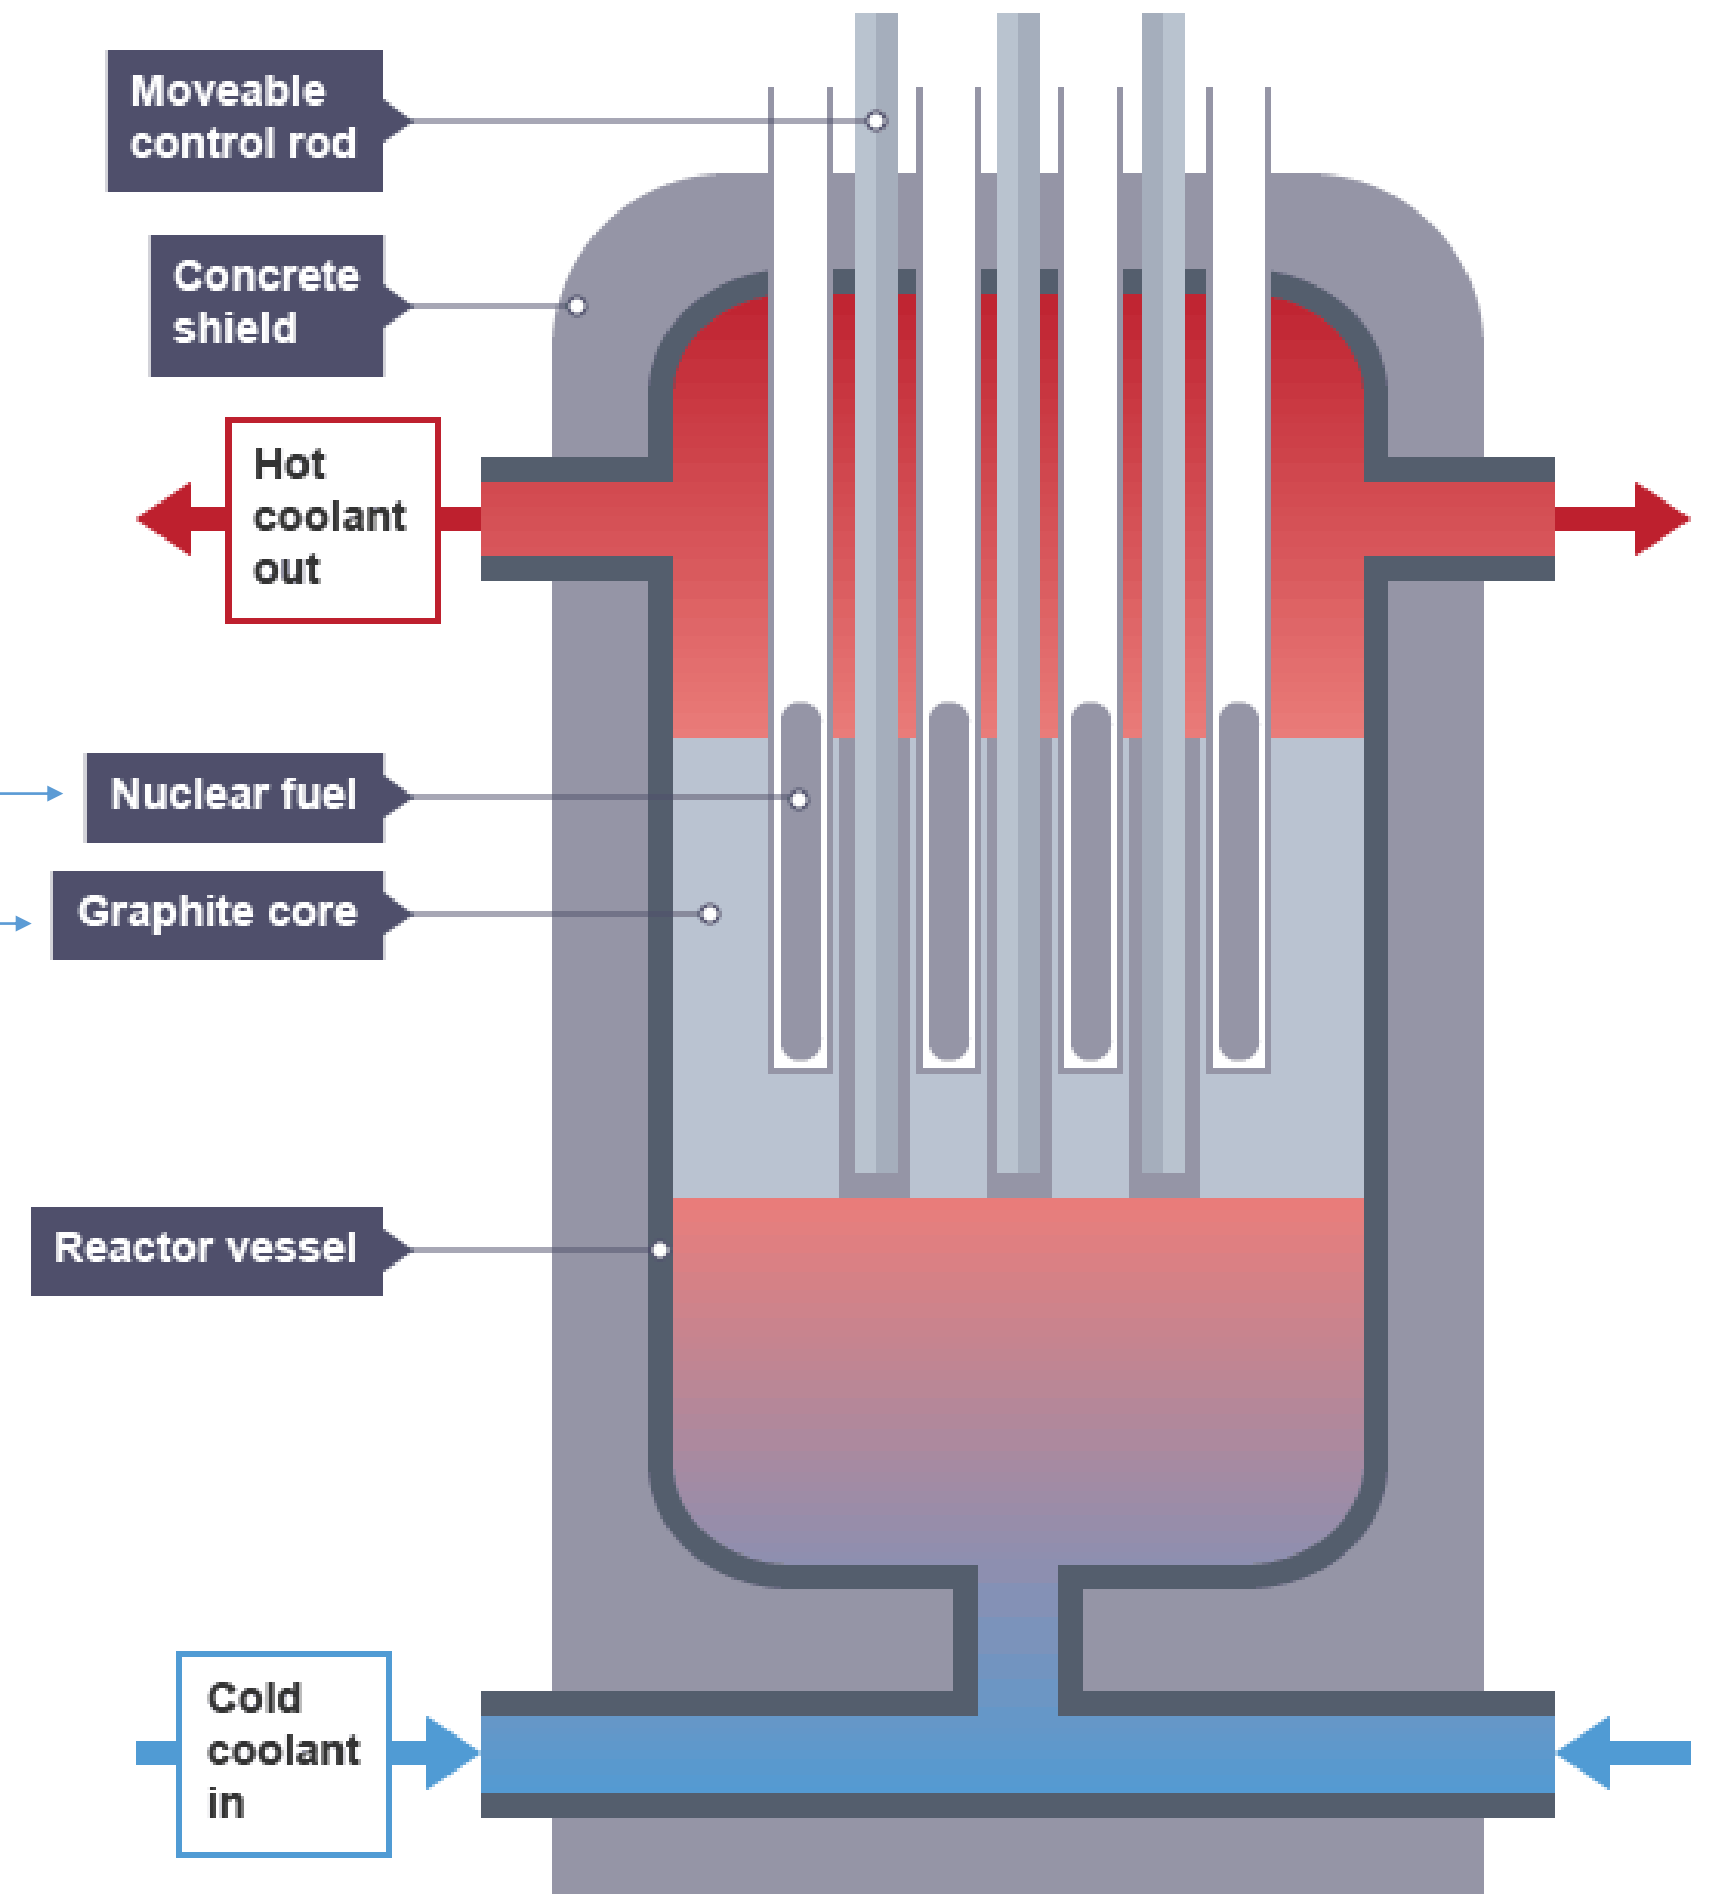 Moveable
control rod
Concrete
shield
Hot
coolant
out
Nuclear fuel
Graphite core
Reactor vessel
Cold
coolant
in